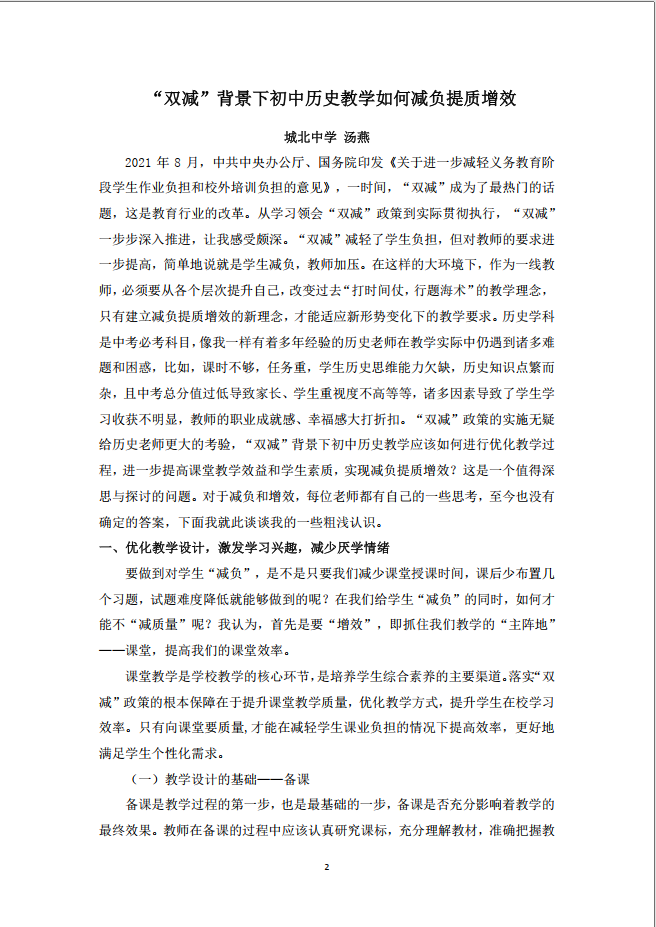 “双减”背景下初中历史教学如何减负提质增效
城北中学 汤燕
2021 年 8 月，中共中央办公厅、国务院印发《关于进一步减轻义务教育阶
段学生作业负担和校外培训负担的意见》，一时间，“双减”成为了最热门的话
题，这是教育行业的改革。从学习领会“双减”政策到实际贯彻执行，“双减”
一步步深入推进，让我感受颇深。“双减”减轻了学生负担，但对教师的要求进
一步提高，简单地说就是学生减负，教师加压。在这样的大环境下，作为一线教
师，必须要从各个层次提升自己，改变过去“打时间仗，行题海术”的教学理念，
只有建立减负提质增效的新理念，才能适应新形势变化下的教学要求。历史学科
是中考必考科目，像我一样有着多年经验的历史老师在教学实际中仍遇到诸多难
题和困惑，比如，课时不够，任务重，学生历史思维能力欠缺，历史知识点繁而
杂，且中考总分值过低导致家长、学生重视度不高等等，诸多因素导致了学生学
习收获不明显，教师的职业成就感、幸福感大打折扣。“双减”政策的实施无疑
给历史老师更大的考验，“双减”背景下初中历史教学应该如何进行优化教学过
程，进一步提高课堂教学效益和学生素质，实现减负提质增效？这是一个值得深
思与探讨的问题。对于减负和增效，每位老师都有自己的一些思考，至今也没有
确定的答案，下面我就此谈谈我的一些粗浅认识。
一、优化教学设计，激发学习兴趣，减少厌学情绪
要做到对学生“减负”，是不是只要我们减少课堂授课时间，课后少布置几
个习题，试题难度降低就能够做到的呢？在我们给学生“减负”的同时，如何才
能不“减质量”呢？我认为，首先是要“增效”，即抓住我们教学的“主阵地”
——课堂，提高我们的课堂效率。
课堂教学是学校教学的核心环节，是培养学生综合素养的主要渠道。落实“双
减”政策的根本保障在于提升课堂教学质量，优化教学方式，提升学生在校学习
效率。只有向课堂要质量,才能在减轻学生课业负担的情况下提高效率，更好地
满足学生个性化需求。
（一）教学设计的基础——备课
备课是教学过程的第一步，也是最基础的一步，备课是否充分影响着教学的
最终效果。教师在备课的过程中应该认真研究课标，充分理解教材，准确把握教
2